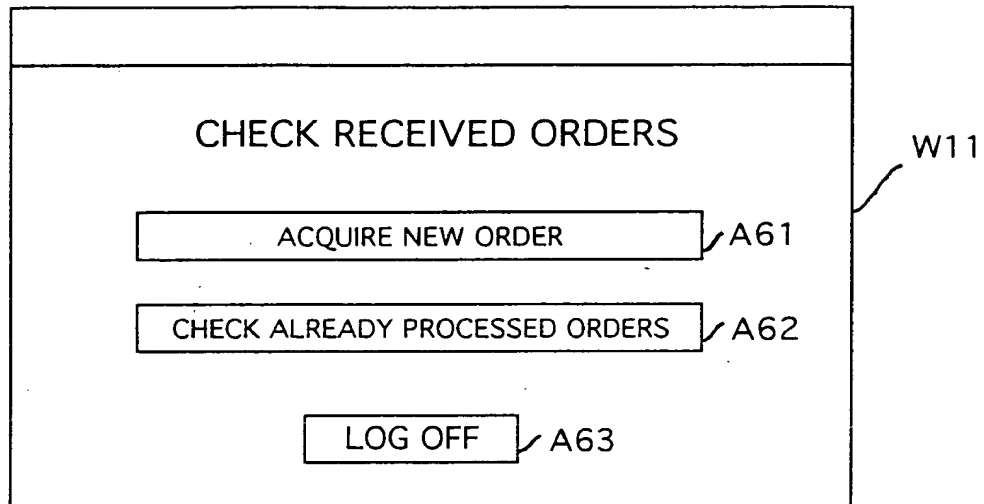 CHECK RECEIVED ORDERS
W11
ACQUIRE NEW ORDER
A61
CHECK ALREADY PROCESSED ORDERS
A62
LOG OFF
A63